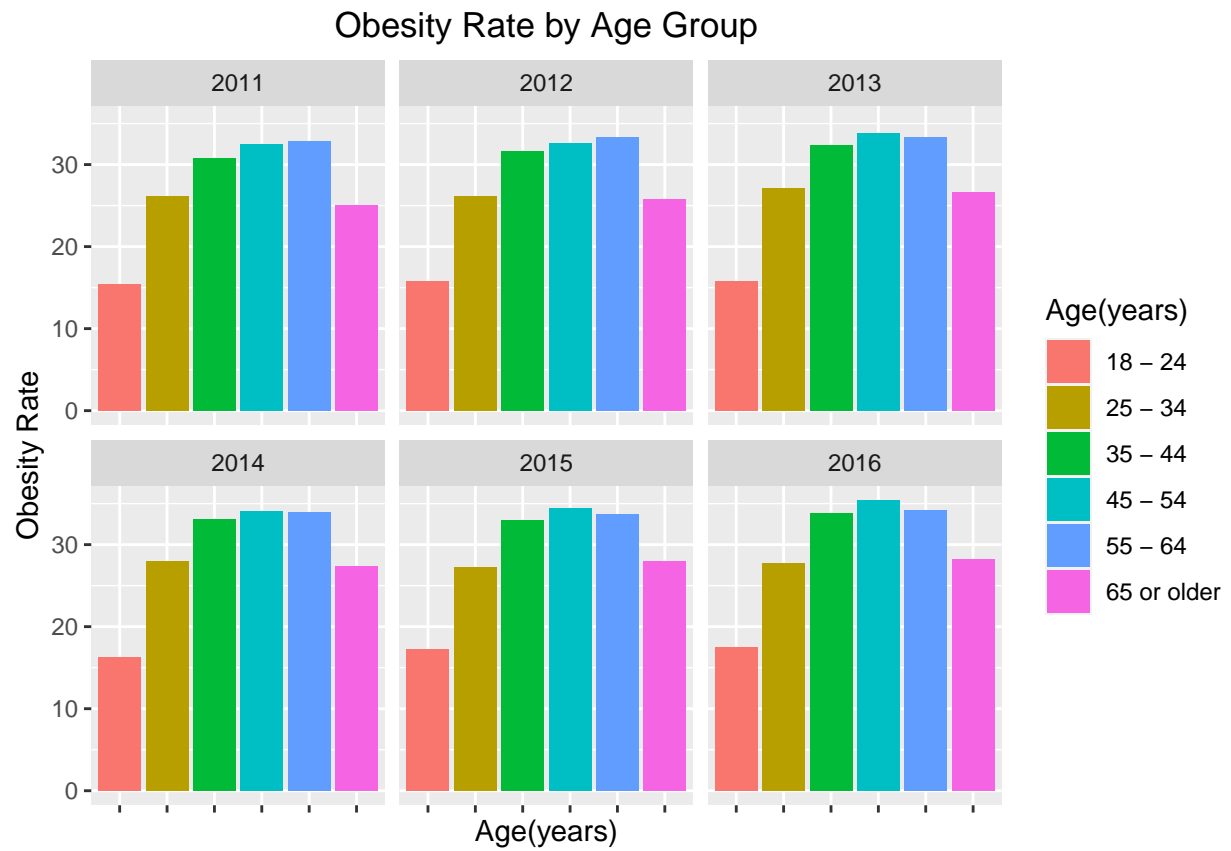 Obesity Rate by Age Group
2011
2012
2013
30
20
10
0
2014
2015
2016
30
20
10
0
Obesity Rate
Age(years)
Age(years)
18 − 24
25 − 34
35 − 44
45 − 54
55 − 64
65 or older